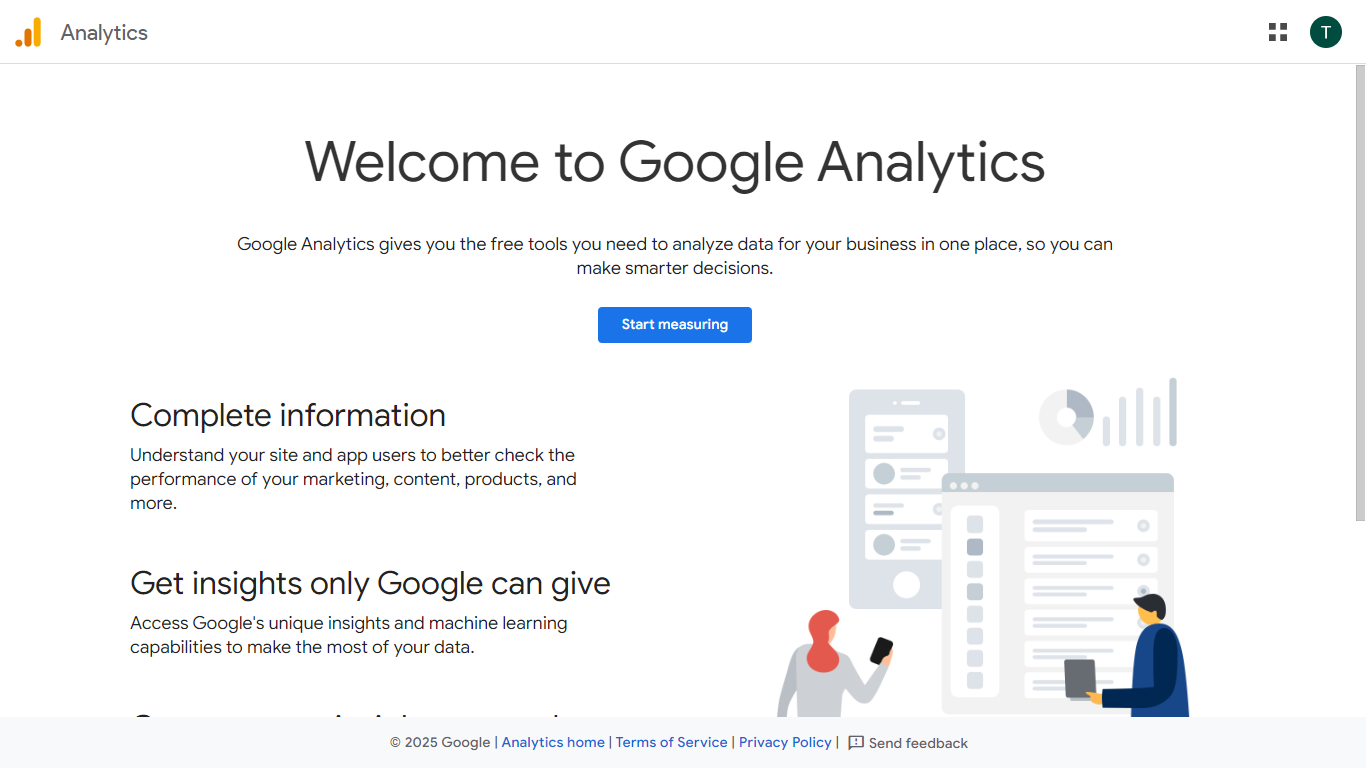 Analytics
T
Welcome to Google Analytics
Google Analytics gives you the free tools you need to analyze data for your business in one place, so you can
make smarter decisions.
Start measuring
Complete information
Understand your site and app users to better check the
performance of your marketing, content, products, and
more.
Get insights only Google can give
Access Google's unique insights and machine learning
capabilities to make the most of your data.
© 2025 Google | Analytics home | Terms of Service | Privacy Policy | Send feedback